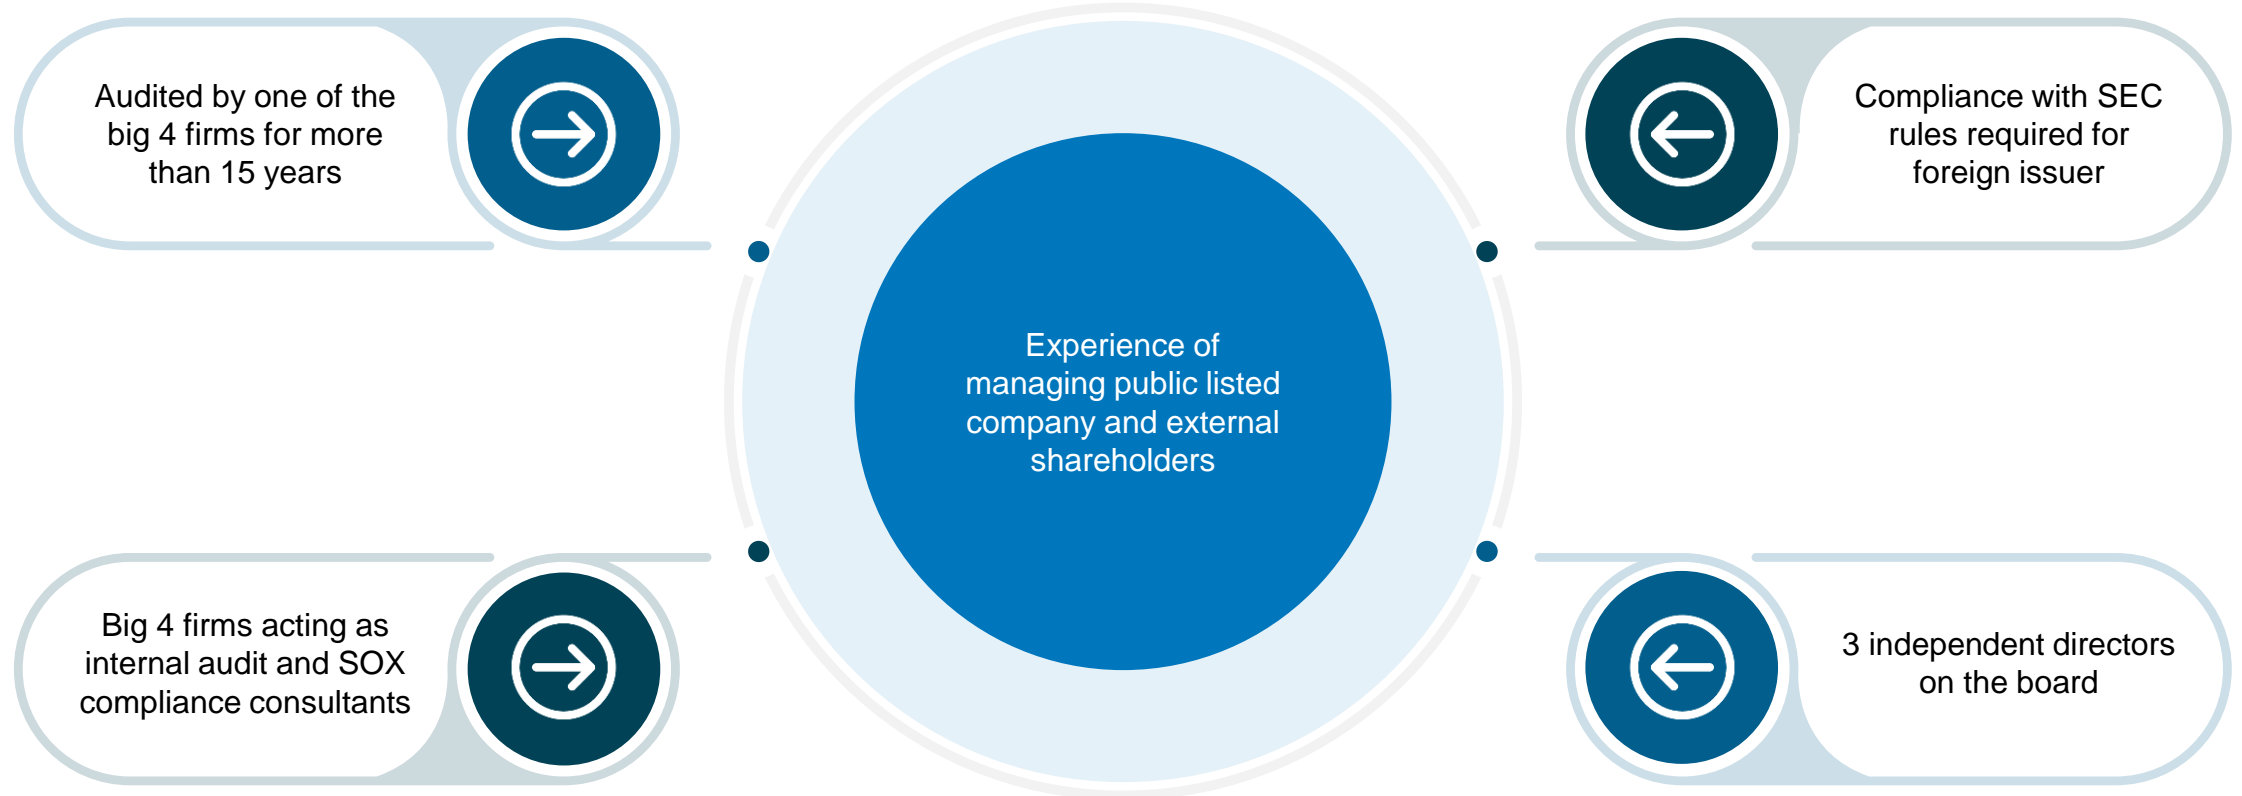 Audited by one of the
big 4 firms for more
than 15 years
Compliance with SEC
rules required for
foreign issuer
Experience of
managing public listed
company and external
shareholders
Big 4 firms acting as
internal audit and SOX
compliance consultants
3 independent directors
on the board